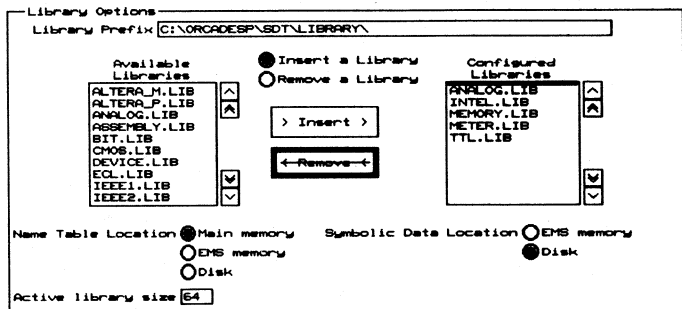 Library Options
Library Prefix C:\ORCADESP\SDT\LIBRARY\
Available Libraries
ALTERA_M.LIB
ALTERA_P.LIB
ANALOG.LIB
ASSEMBLY.LIB
BIT.LIB
CMOS.LIB
DEVICE.LIB
ECL.LIB
IEEE1.LIB
IEEE2.LIB
Insert a Library
Remove a Library
> Insert >
← Remove ←
Configured Libraries
ANALOG.LIB
INTEL.LIB
MEMORY.LIB
METER.LIB
TTL.LIB
Name Table Location Main memory
EMS memory
Disk
Symbolic Data Location EMS memory
Disk
Active library size 64